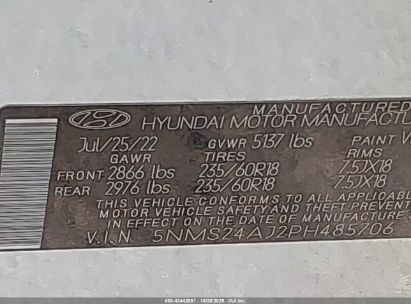 MANUFACTURED
HYUNDAI MOTOR MANUFACTU
Jul/25/22 GVWR 5137 lbs PAINT
GAWR TIRES RIMS
FRONT 2866 lbs 235/60R18 7.5JX18
REAR 2976 lbs 235/60R18 7.5JX18
THIS VEHICLE CONFORMS TO ALL APPLICABL
MOTOR VEHICLE SAFETY AND THEFT PREVENT
IN EFFECT ON THE DATE OF MANUFACTUR
V.I.N 5NMS24AJ2PH485706